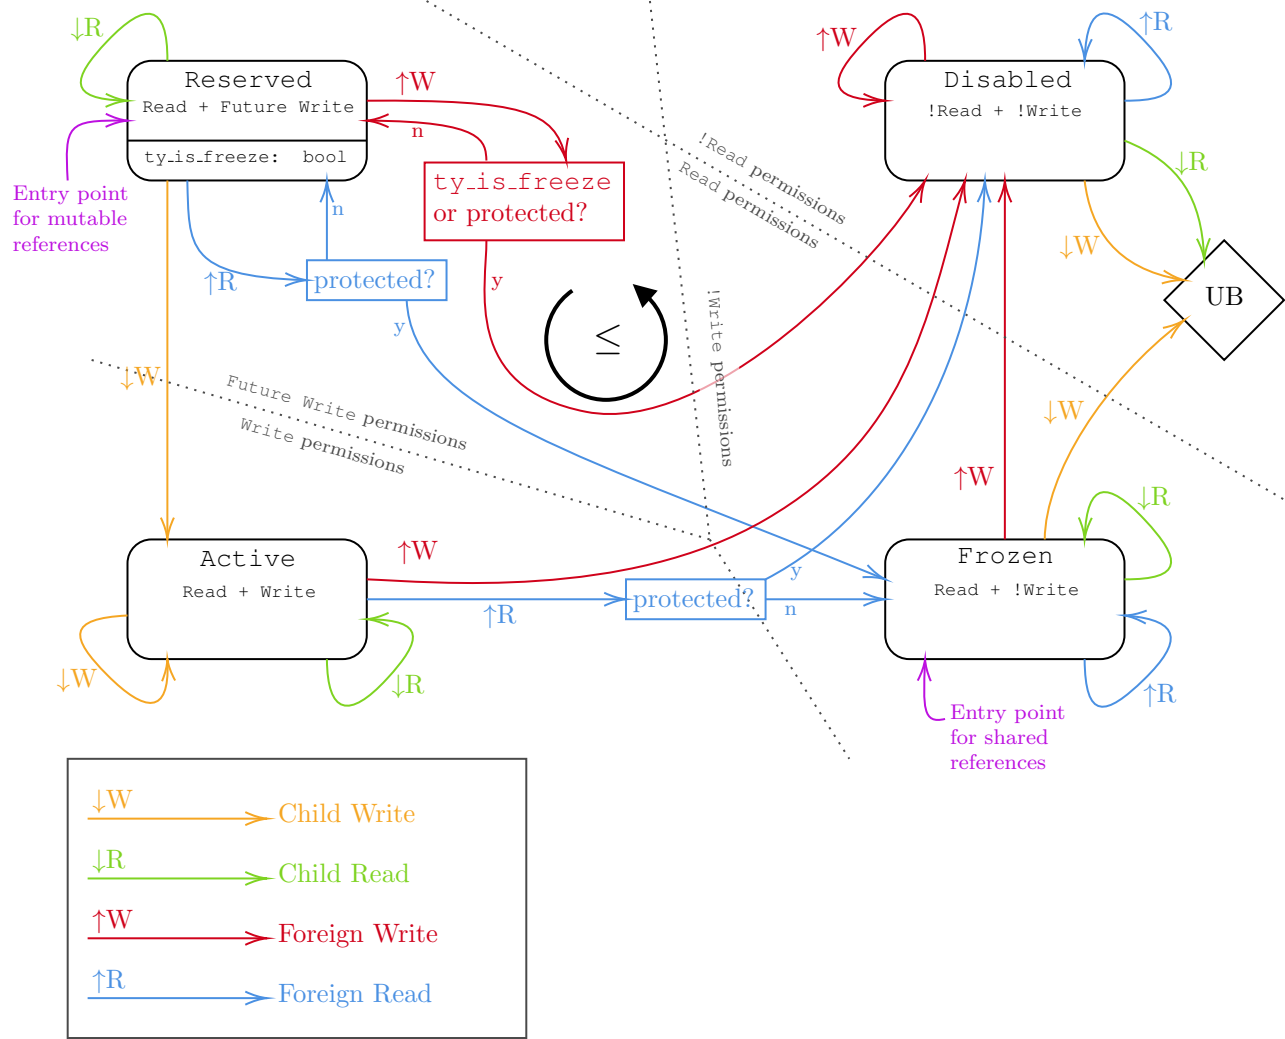 ↓R
Reserved
Read + Future Write
ty_is_freeze: bool
Entry point
for mutable
references
↑W
n
ty_is_freeze
or protected?
n
↑R
protected?
y
y
≤
↑W
Disabled
!Read + !Write
↑R
↓R
↓W
UB
!Read permissions
Read permissions
!Write permissions
↓W
Future Write permissions
Write permissions
↓W
↑W
↓R
Active
Read + Write
↑W
↑R
protected?
y
n
Frozen
Read + !Write
↓W
↓R
↑R
Entry point
for shared
references
↓W
Child Write
↓R
Child Read
↑W
Foreign Write
↑R
Foreign Read